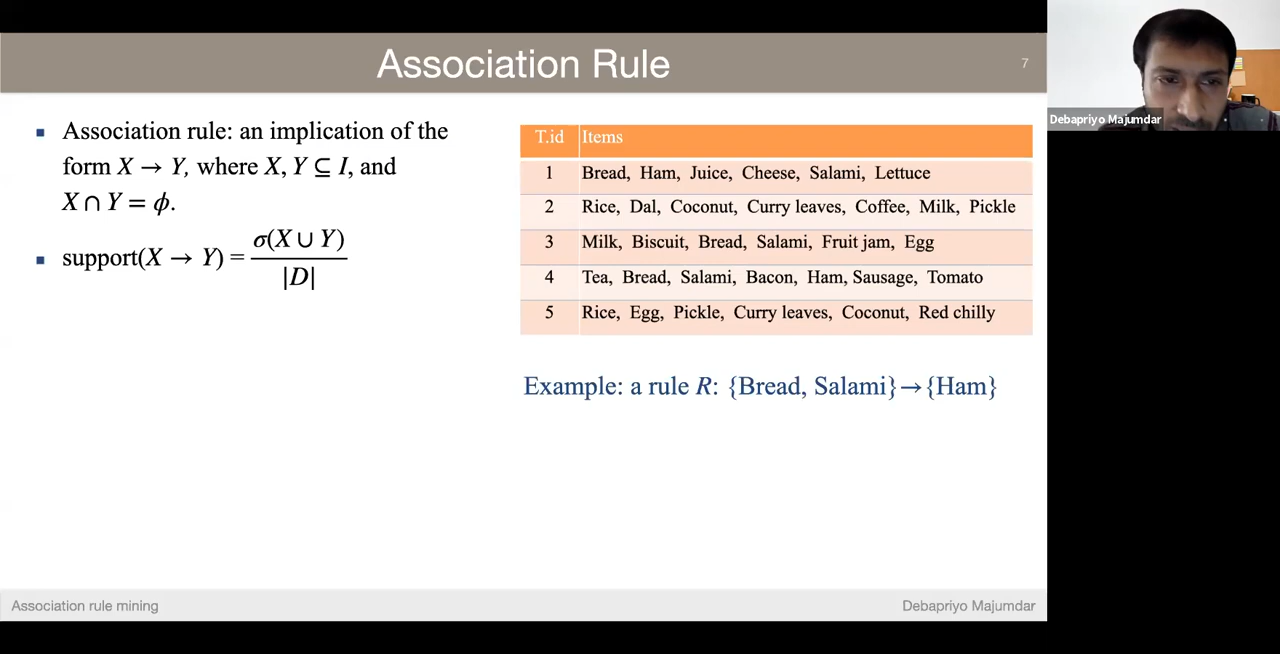 Association Rule
7
Debapriyo Majumdar
▪ Association rule: an implication of the
form X → Y, where X, Y ⊆ I, and
X ∩ Y = ϕ.
▪ support(X → Y) = σ(X ∪ Y) / |D|
T.id Items
1 Bread, Ham, Juice, Cheese, Salami, Lettuce
2 Rice, Dal, Coconut, Curry leaves, Coffee, Milk, Pickle
3 Milk, Biscuit, Bread, Salami, Fruit jam, Egg
4 Tea, Bread, Salami, Bacon, Ham, Sausage, Tomato
5 Rice, Egg, Pickle, Curry leaves, Coconut, Red chilly
Example: a rule R: {Bread, Salami}→{Ham}
Association rule mining
Debapriyo Majumdar